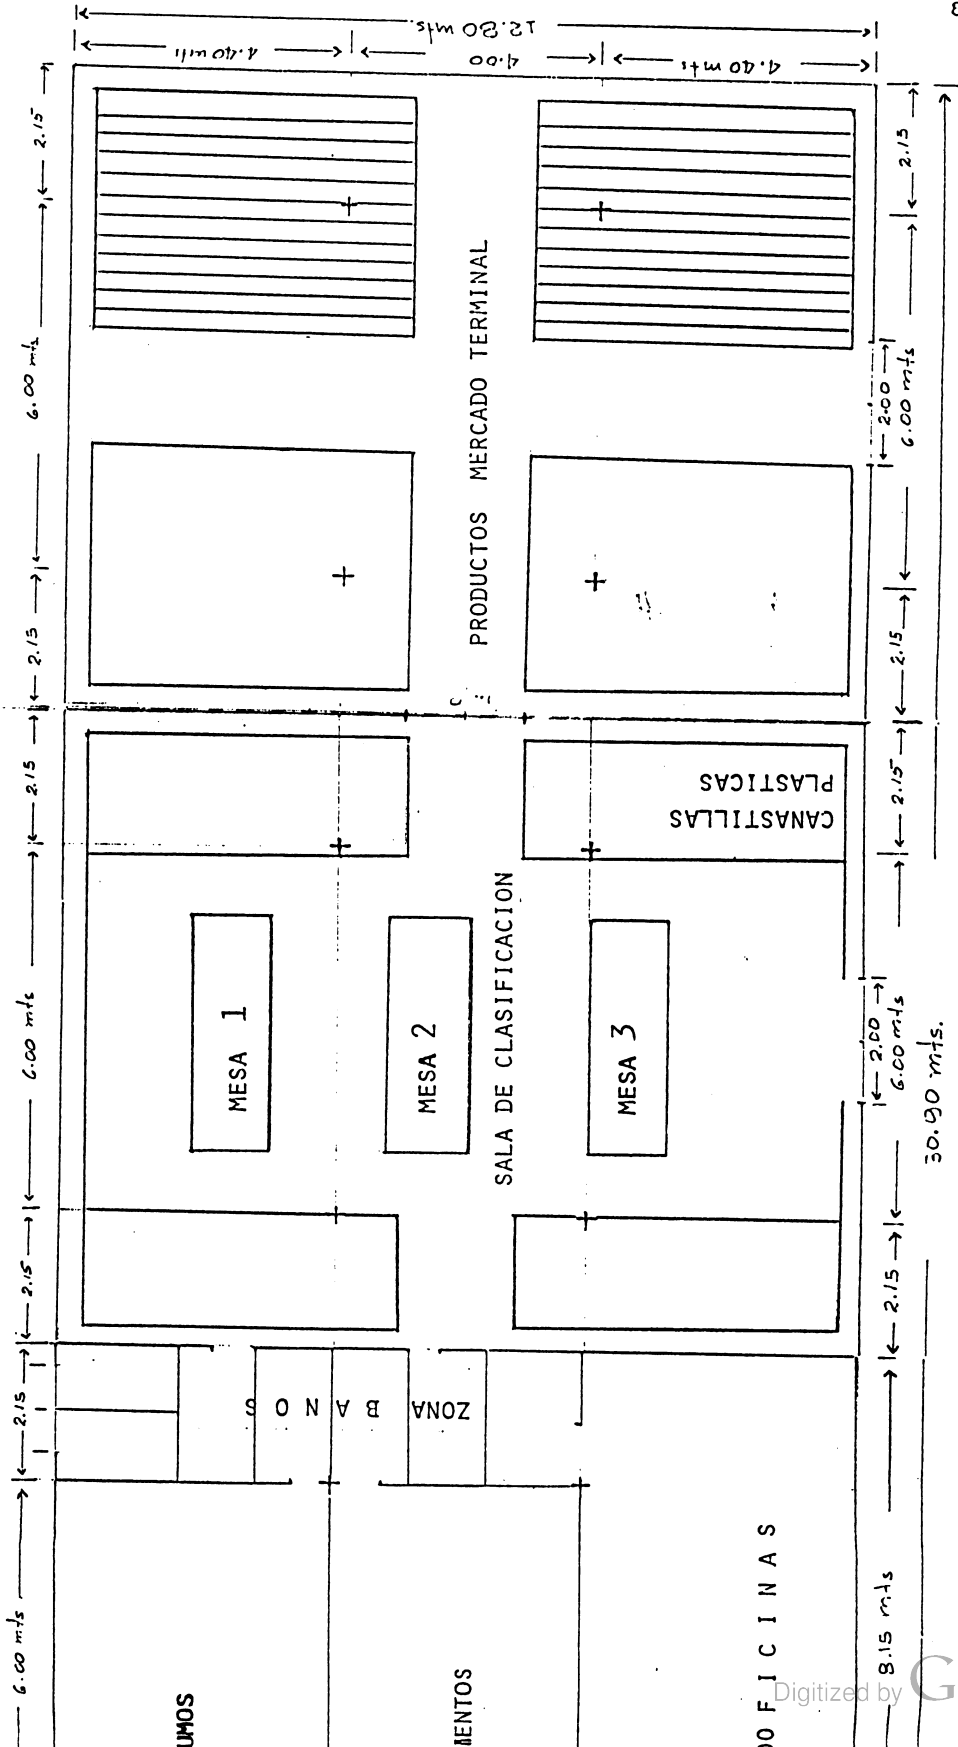 12.80 mts.
4.40 mts
4.00
4.40 mts
2.15
6.00 mts
2.15
2.15
6.00 mts
2.15
2.15
6.00 mts
2.15
2.00
6.00 mts
2.15
2.15
2.00
6.00 mts
30.90 mts.
2.15
8.15 mts
PRODUCTOS MERCADO TERMINAL
CANASTILLAS
PLASTICAS
MESA 1
MESA 2
MESA 3
SALA DE CLASIFICACION
ZONA BANOS
UMOS
MENTOS
OFICINAS
Digitized by G